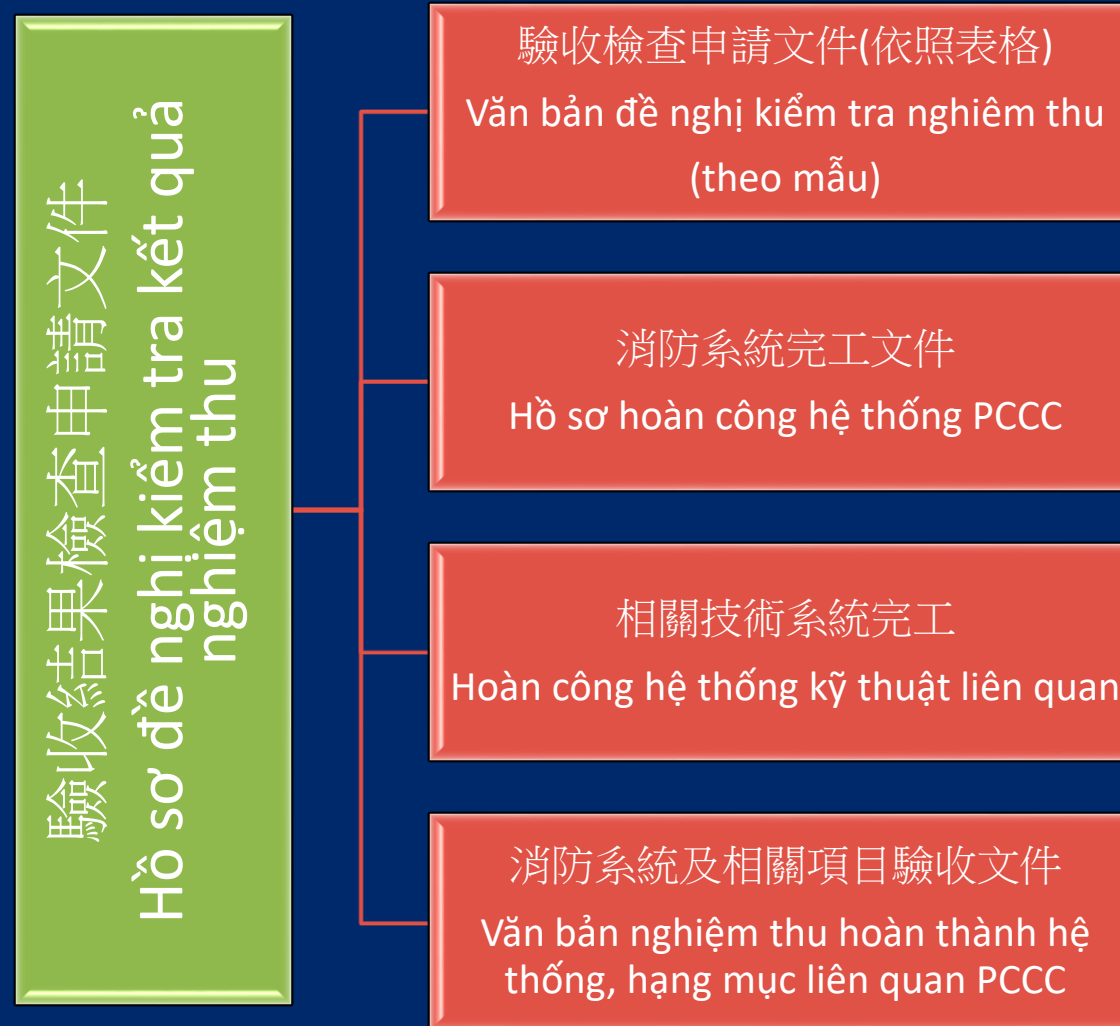 驗收結果檢查申請文件
Hồ sơ đề nghị kiểm tra kết quả
nghiệm thu
驗收檢查申請文件(依照表格)
Văn bản đề nghị kiểm tra nghiêm thu
(theo mẫu)
消防系統完工文件
Hồ sơ hoàn công hệ thống PCCC
相關技術系統完工
Hoàn công hệ thống kỹ thuật liên quan
消防系統及相關項目驗收文件
Văn bản nghiệm thu hoàn thành hệ
thống, hạng mục liên quan PCCC